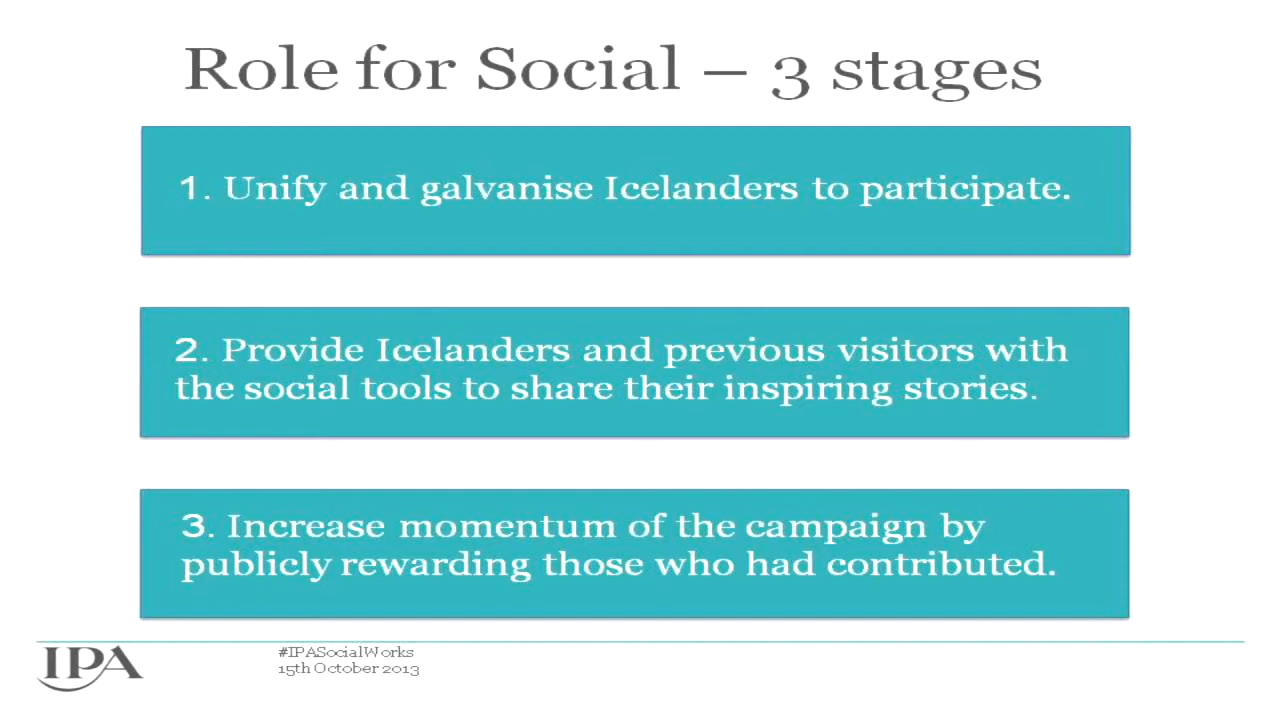 Role for Social – 3 stages
1. Unify and galvanise Icelanders to participate.
2. Provide Icelanders and previous visitors with
the social tools to share their inspiring stories.
3. Increase momentum of the campaign by
publicly rewarding those who had contributed.
IPA
#IPASocialWorks
15th October 2013